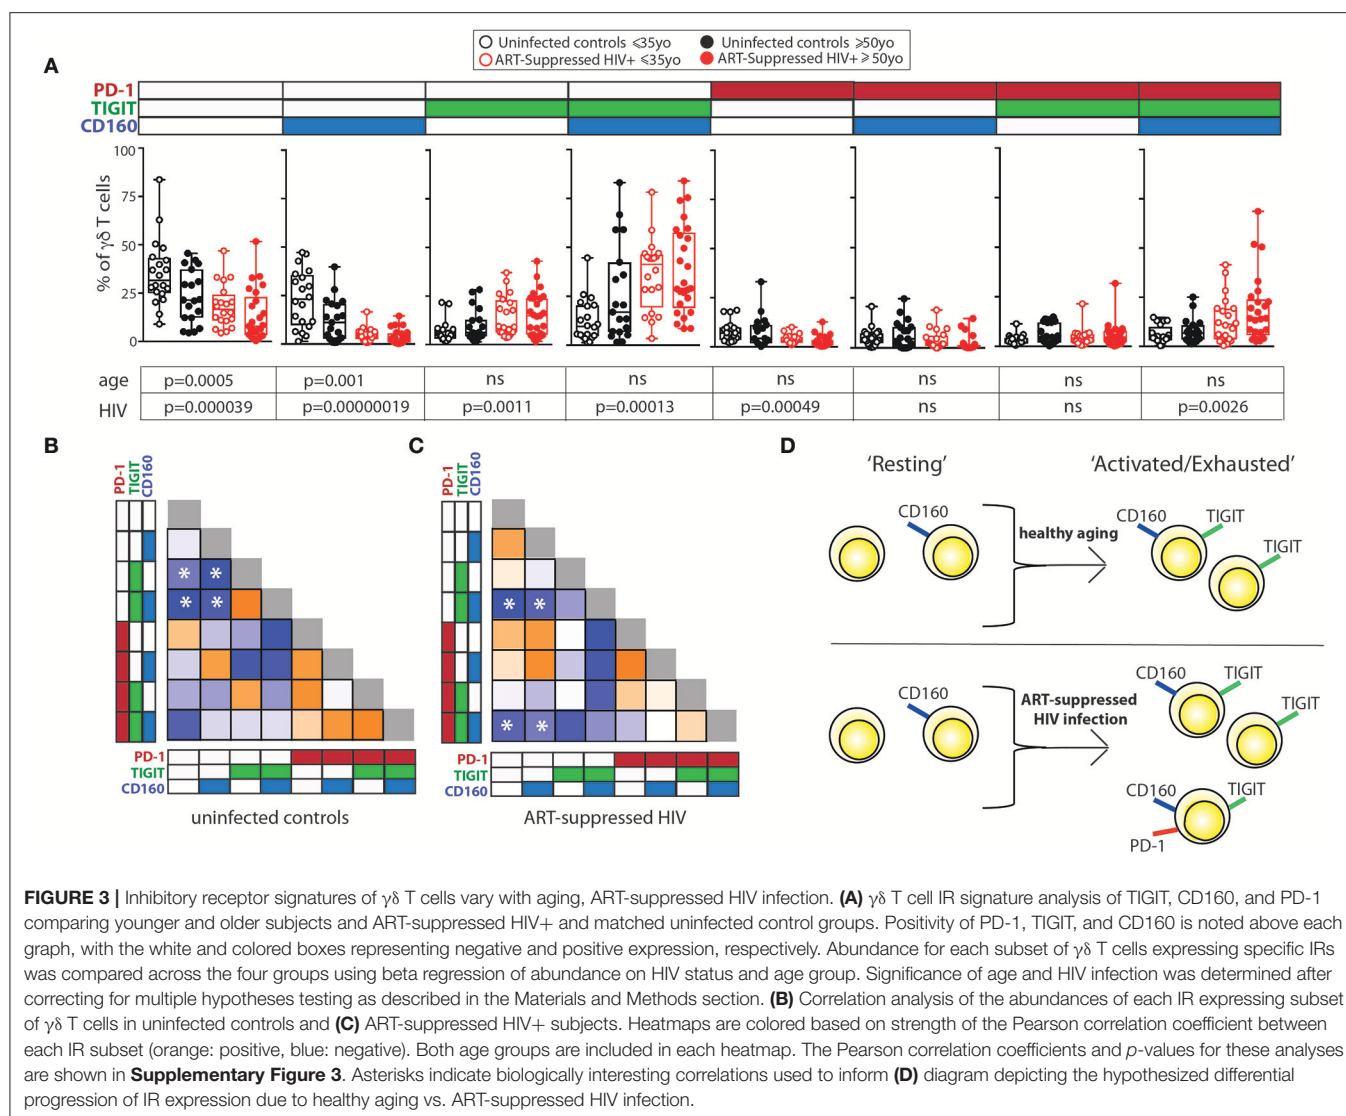 Uninfected controls ⩽35yo
Uninfected controls ⩾50yo
ART-Suppressed HIV+ ⩽35yo
ART-Suppressed HIV+ ⩾50yo
A
PD-1
TIGIT
CD160
% of γδ T cells
100
75
50
25
0
age p=0.0005 p=0.001 ns ns ns ns ns ns
HIV p=0.000039 p=0.00000019 p=0.0011 p=0.00013 p=0.00049 ns ns p=0.0026
B
PD-1
TIGIT
CD160
* *
* *
PD-1
TIGIT
CD160
uninfected controls
C
PD-1
TIGIT
CD160
* *
* *
PD-1
TIGIT
CD160
ART-suppressed HIV
D
'Resting'
'Activated/Exhausted'
CD160
healthy aging
CD160
TIGIT
TIGIT
CD160
ART-suppressed
HIV infection
CD160
TIGIT
TIGIT
CD160
TIGIT
PD-1
FIGURE 3 | Inhibitory receptor signatures of γδ T cells vary with aging, ART-suppressed HIV infection. (A) γδ T cell IR signature analysis of TIGIT, CD160, and PD-1
comparing younger and older subjects and ART-suppressed HIV+ and matched uninfected control groups. Positivity of PD-1, TIGIT, and CD160 is noted above each
graph, with the white and colored boxes representing negative and positive expression, respectively. Abundance for each subset of γδ T cells expressing specific IRs
was compared across the four groups using beta regression of abundance on HIV status and age group. Significance of age and HIV infection was determined after
correcting for multiple hypotheses testing as described in the Materials and Methods section. (B) Correlation analysis of the abundances of each IR expressing subset
of γδ T cells in uninfected controls and (C) ART-suppressed HIV+ subjects. Heatmaps are colored based on strength of the Pearson correlation coefficient between
each IR subset (orange: positive, blue: negative). Both age groups are included in each heatmap. The Pearson correlation coefficients and p-values for these analyses
are shown in Supplementary Figure 3. Asterisks indicate biologically interesting correlations used to inform (D) diagram depicting the hypothesized differential
progression of IR expression due to healthy aging vs. ART-suppressed HIV infection.